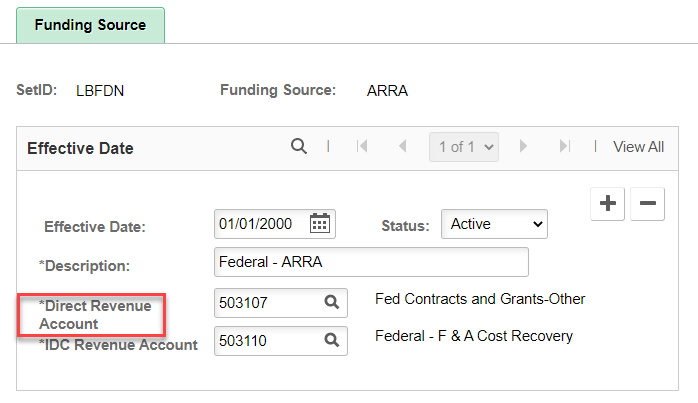 Funding Source
SetID: LBFDN Funding Source: ARRA
Effective Date 1 of 1 View All
Effective Date: 01/01/2000 Status: Active
*Description: Federal - ARRA
*Direct Revenue
Account 503107 Fed Contracts and Grants-Other
*IDC Revenue Account 503110 Federal - F & A Cost Recovery